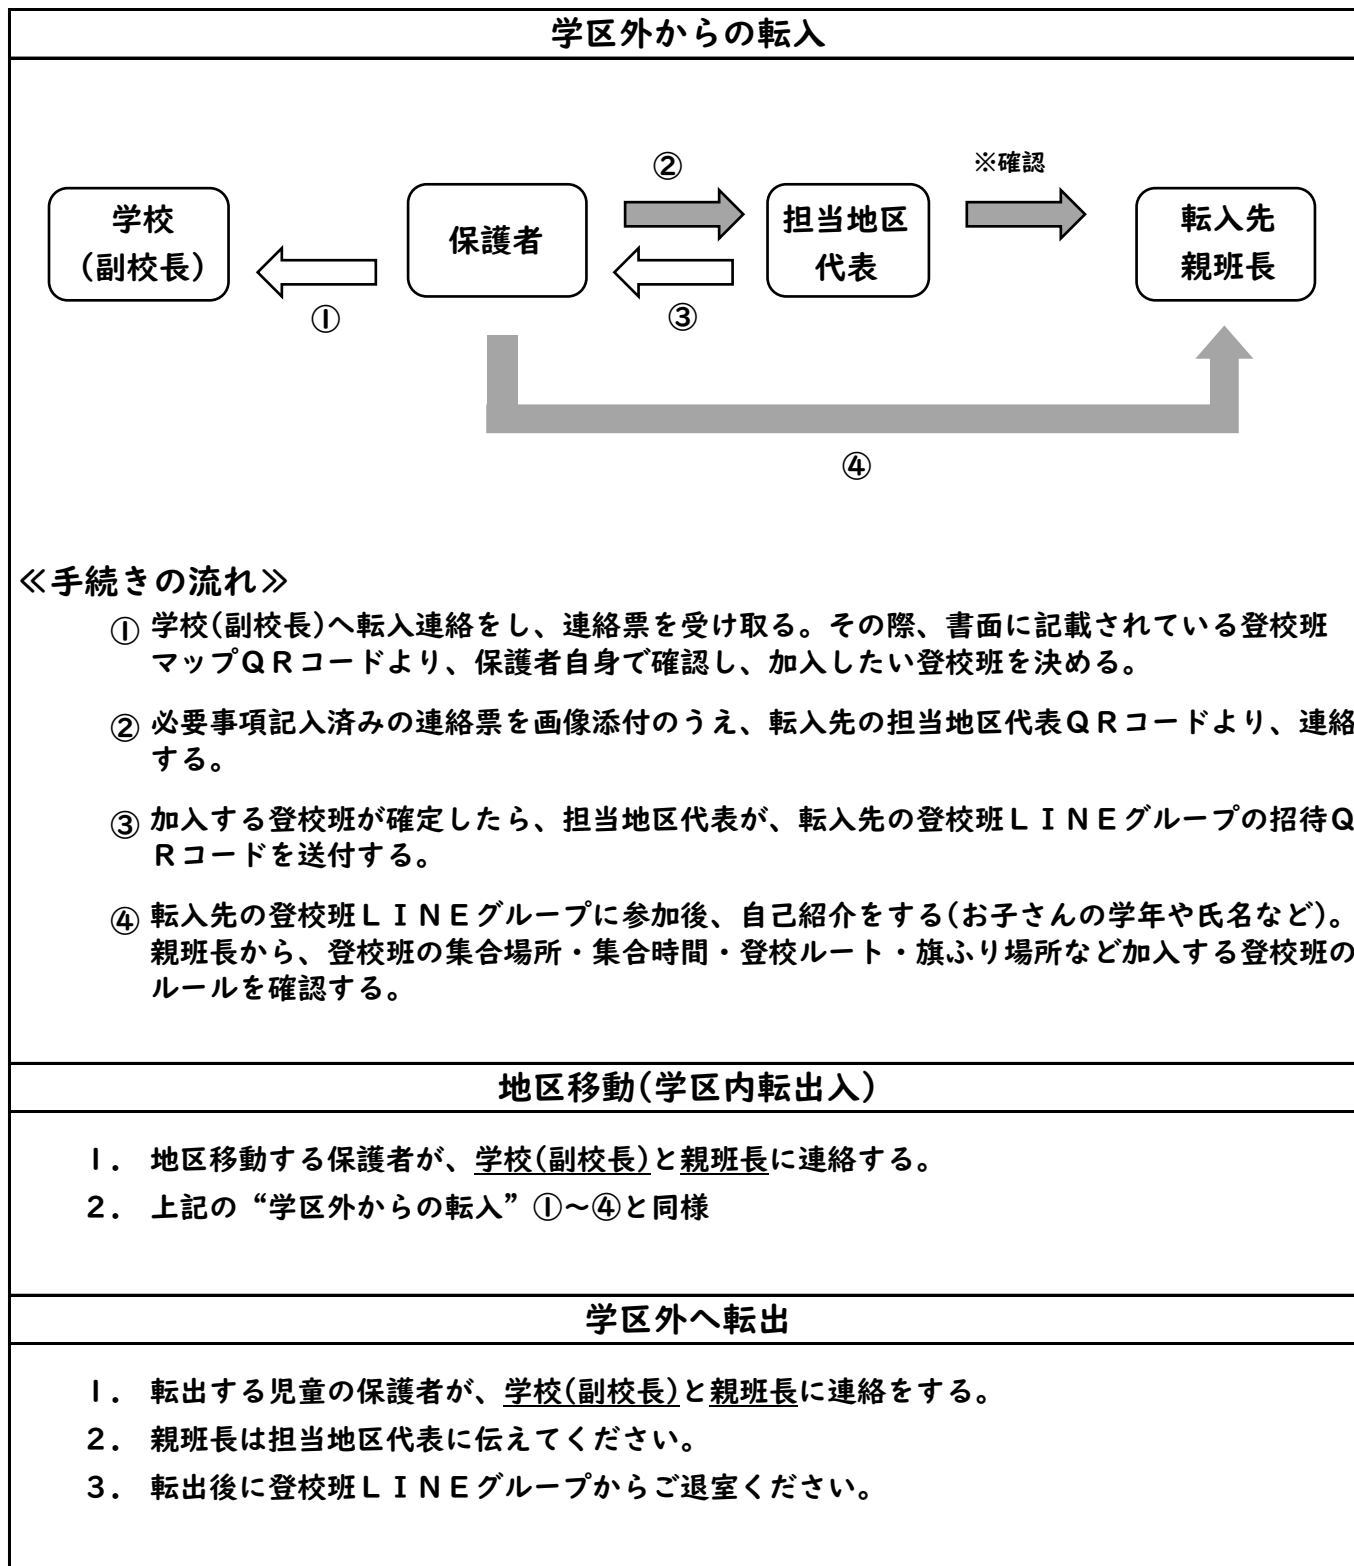 学区外からの転入
②
※確認
学校
(副校長)
保護者
担当地区
代表
転入先
親班長
①
③
④
≪手続きの流れ≫
① 学校(副校長)へ転入連絡をし、連絡票を受け取る。その際、書面に記載されている登校班
マップQRコードより、保護者自身で確認し、加入したい登校班を決める。
② 必要事項記入済みの連絡票を画像添付のうえ、転入先の担当地区代表QRコードより、連絡
する。
③ 加入する登校班が確定したら、担当地区代表が、転入先の登校班LINEグループの招待Q
Rコードを送付する。
④ 転入先の登校班LINEグループに参加後、自己紹介をする(お子さんの学年や氏名など)。
親班長から、登校班の集合場所・集合時間・登校ルート・旗ふり場所など加入する登校班の
ルールを確認する。
地区移動(学区内転出入)
1. 地区移動する保護者が、学校(副校長)と親班長に連絡する。
2. 上記の“学区外からの転入”①~④と同様
学区外へ転出
1. 転出する児童の保護者が、学校(副校長)と親班長に連絡をする。
2. 親班長は担当地区代表に伝えてください。
3. 転出後に登校班LINEグループからご退室ください。